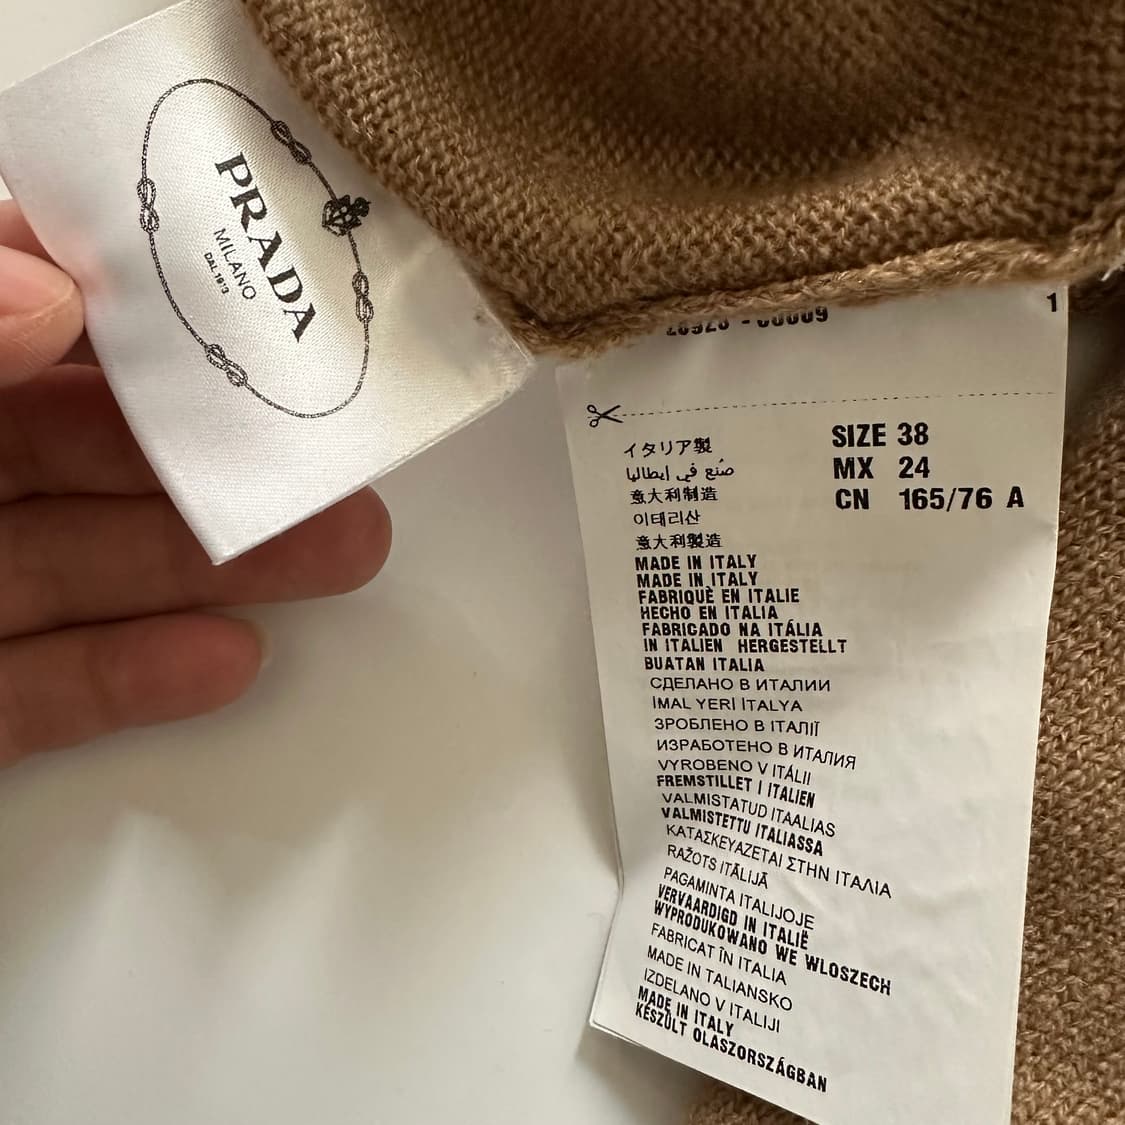 PRADA
MILANO
DAL 1913
1
SIZE 38
MX 24
CN 165/76 A
イタリア製
صُنع في إيطاليا
意大利制造
이태리산
意大利製造
MADE IN ITALY
MADE IN ITALY
FABRIQUÈ EN ITALIE
HECHO EN ITALIA
FABRICADO NA ITÁLIA
IN ITALIEN HERGESTELLT
BUATAN ITALIA
СДЕЛАНО В ИТАЛИИ
İMAL YERİ İTALYA
ЗРОБЛЕНО В ІТАЛІЇ
ИЗРАБОТЕНО В ИТАЛИЯ
VYROBENO V ITÁLII
FREMSTILLET I ITALIEN
VALMISTATUD ITAALIAS
VALMISTETTU ITALIASSA
ΚΑΤΑΣΚΕΥΑΖΕΤΑΙ ΣΤΗΝ ΙΤΑΛΙΑ
RAŽOTS ITĀLIJĀ
PAGAMINTA ITALIJOJE
VERVAARDIGD IN ITALIË
WYPRODUKOWANO WE WLOSZECH
FABRICAT ÎN ITALIA
MADE IN TALIANSKO
IZDELANO V ITALIJI
MADE IN ITALY
KÉSZÜLT OLASZORSZÁGBAN